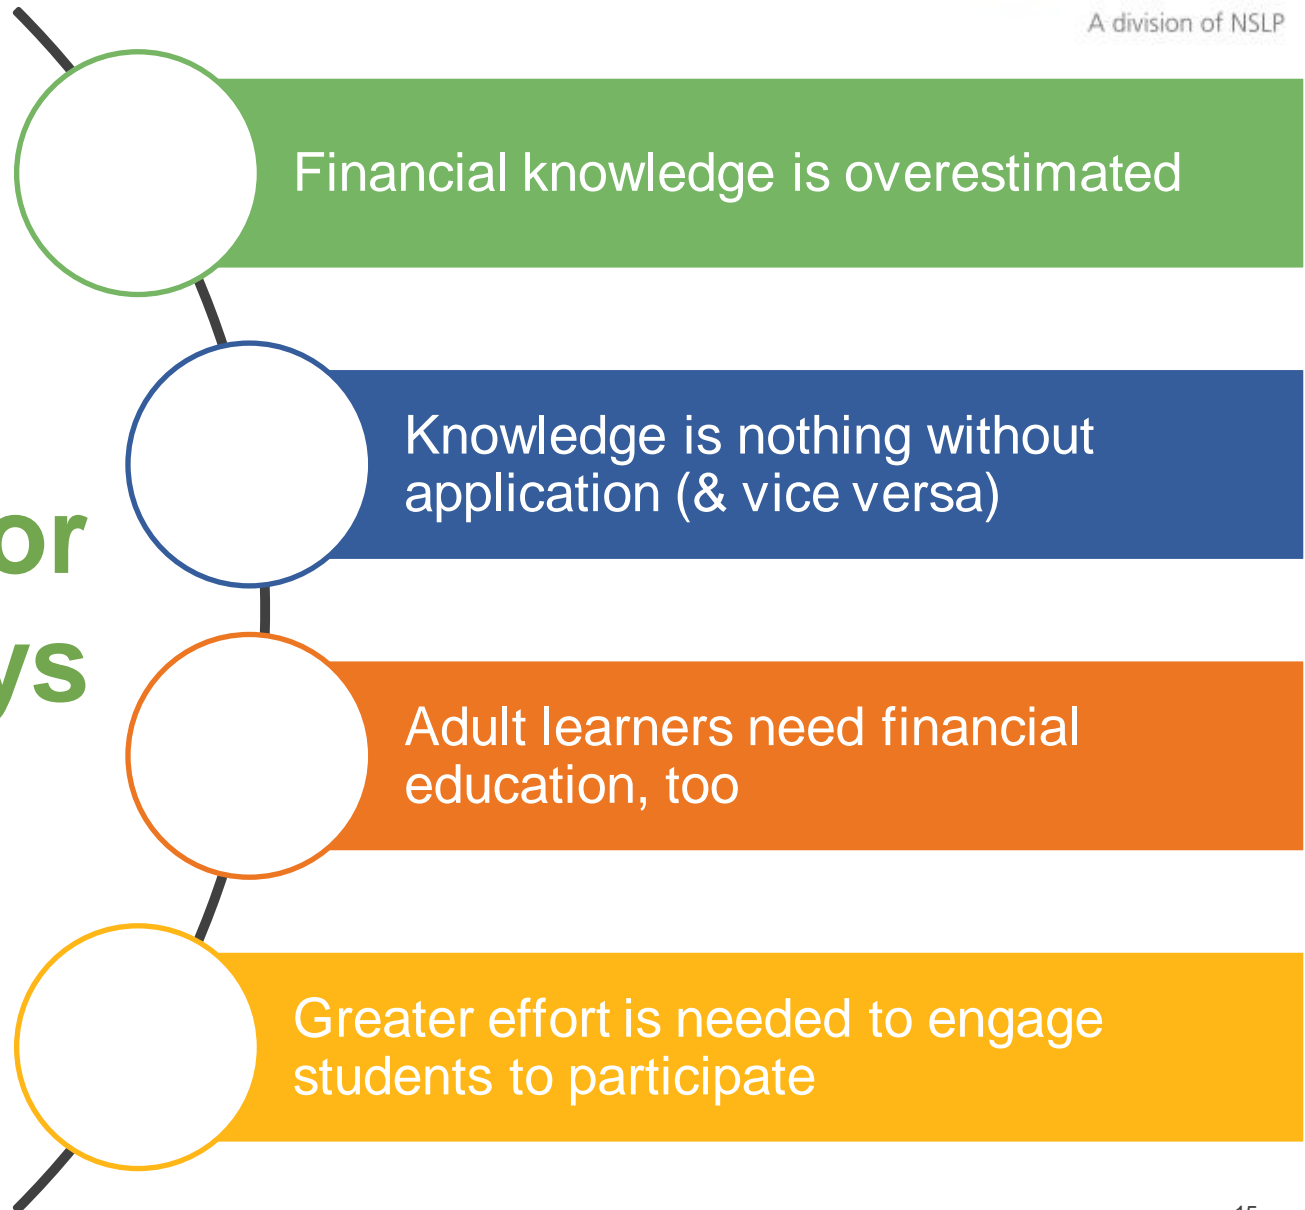 A division of NSLP
Financial knowledge is overestimated
Knowledge is nothing without
application (& vice versa)
or
ys
Adult learners need financial
education, too
Greater effort is needed to engage
students to participate